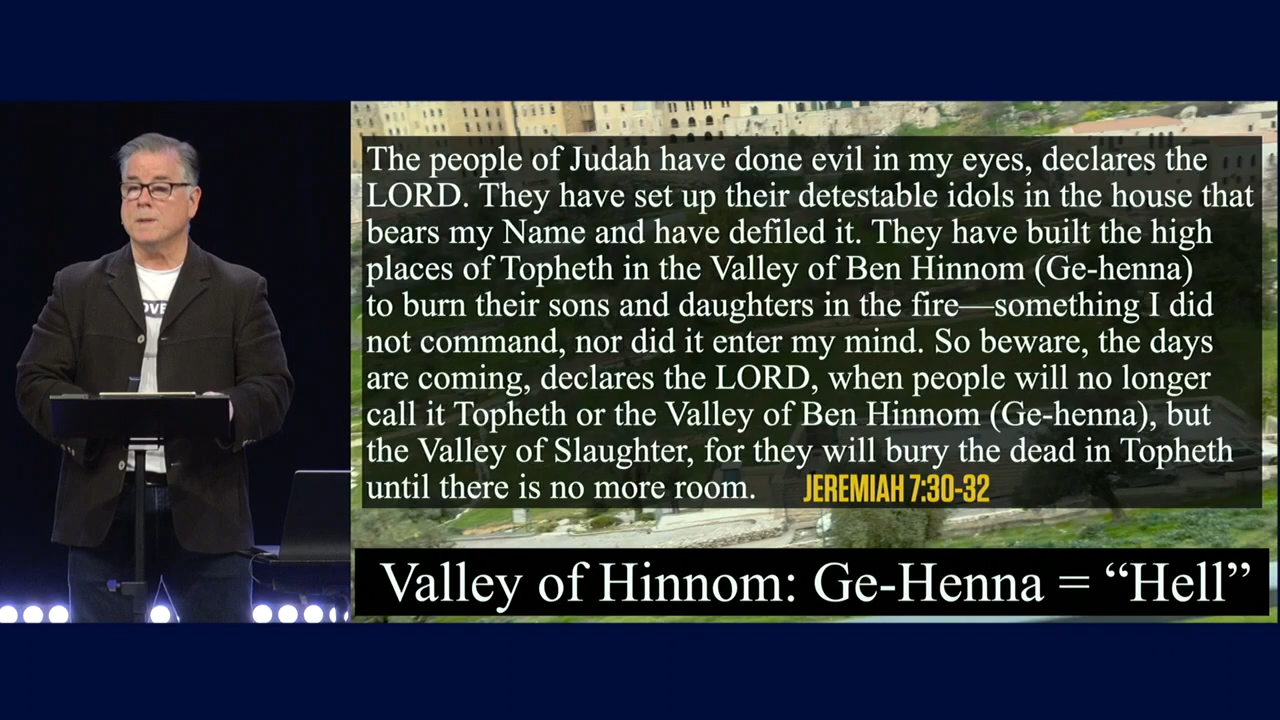 The people of Judah have done evil in my eyes, declares the
LORD. They have set up their detestable idols in the house that
bears my Name and have defiled it. They have built the high
places of Topheth in the Valley of Ben Hinnom (Ge-henna)
to burn their sons and daughters in the fire—something I did
not command, nor did it enter my mind. So beware, the days
are coming, declares the LORD, when people will no longer
call it Topheth or the Valley of Ben Hinnom (Ge-henna), but
the Valley of Slaughter, for they will bury the dead in Topheth
until there is no more room. JEREMIAH 7:30-32
Valley of Hinnom: Ge-Henna = “Hell”